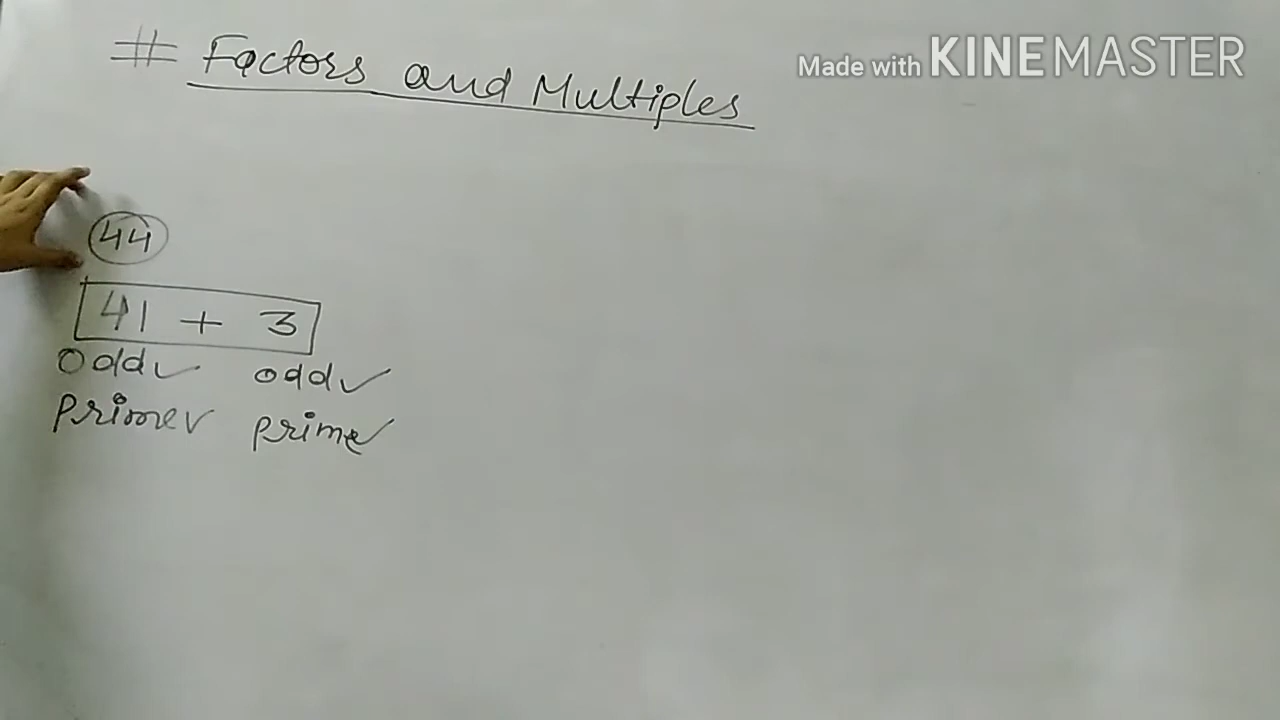 # Factors and Multiples
Made with KINEMASTER
44
41 + 3
odd✓ odd✓
prime✓ prime✓